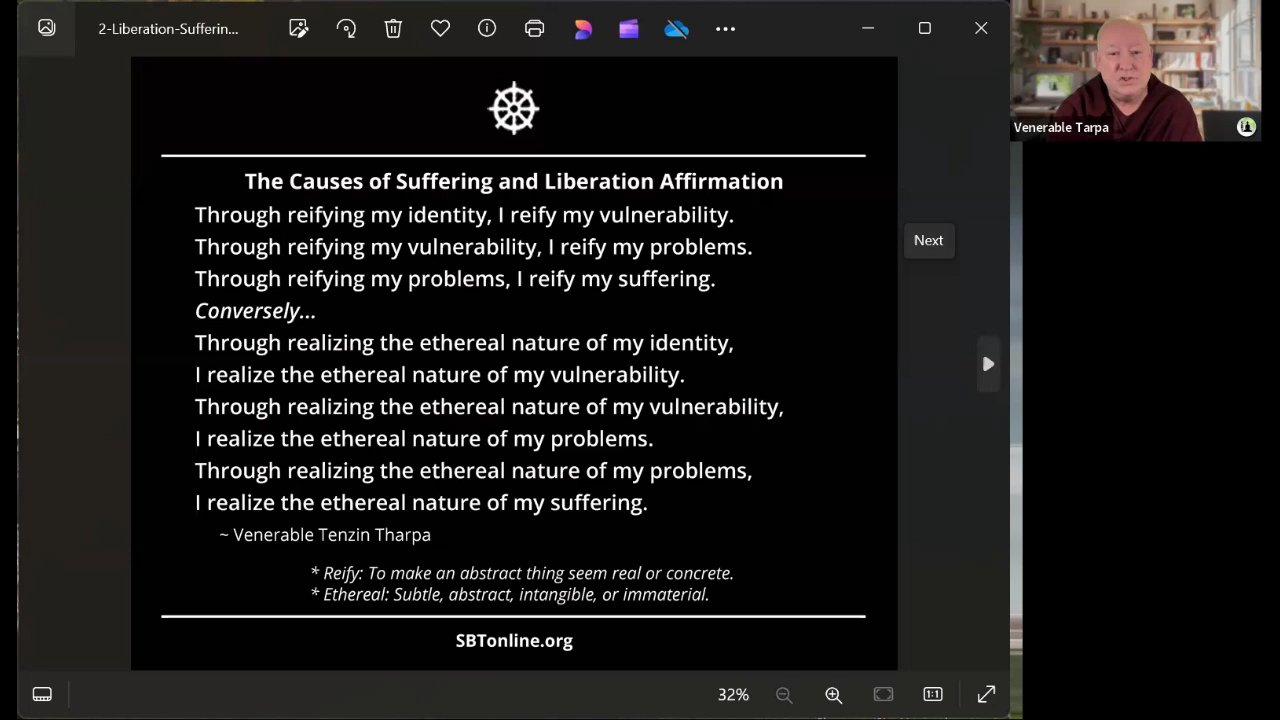 2-Liberation-Sufferin...
Venerable Tarpa
The Causes of Suffering and Liberation Affirmation
Through reifying my identity, I reify my vulnerability.
Through reifying my vulnerability, I reify my problems.
Through reifying my problems, I reify my suffering.
Conversely...
Through realizing the ethereal nature of my identity,
I realize the ethereal nature of my vulnerability.
Through realizing the ethereal nature of my vulnerability,
I realize the ethereal nature of my problems.
Through realizing the ethereal nature of my problems,
I realize the ethereal nature of my suffering.
~ Venerable Tenzin Tharpa
* Reify: To make an abstract thing seem real or concrete.
* Ethereal: Subtle, abstract, intangible, or immaterial.
SBTonline.org
Next
32%
1:1